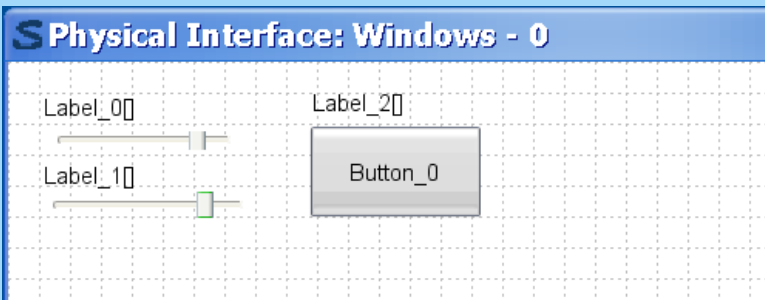 Physical Interface: Windows - 0
Label_0[]
Label_2[]
Label_1[]
Button_0